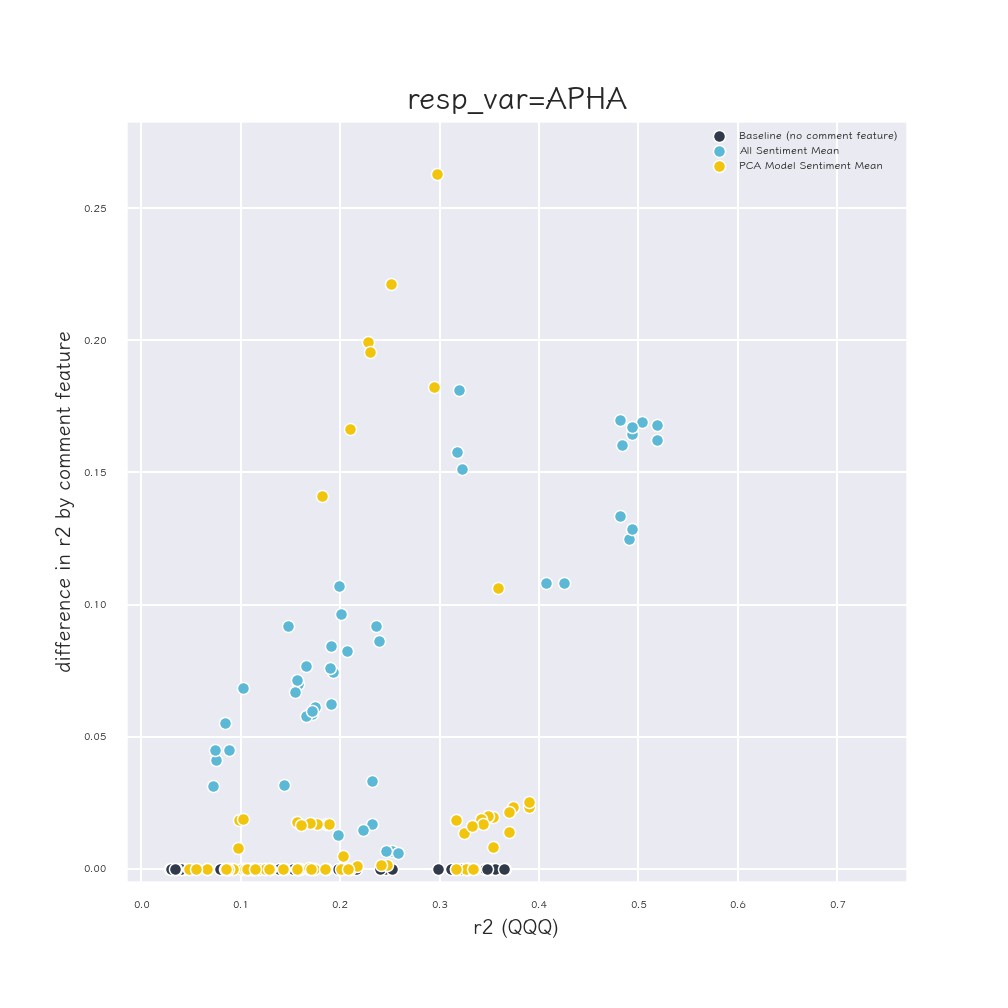 resp_var=APHA
Baseline (no comment feature)
All Sentiment Mean
PCA Model Sentiment Mean
difference in r2 by comment feature
0.25
0.20
0.15
0.10
0.05
0.00
0.0 0.1 0.2 0.3 0.4 0.5 0.6 0.7
r2 (QQQ)